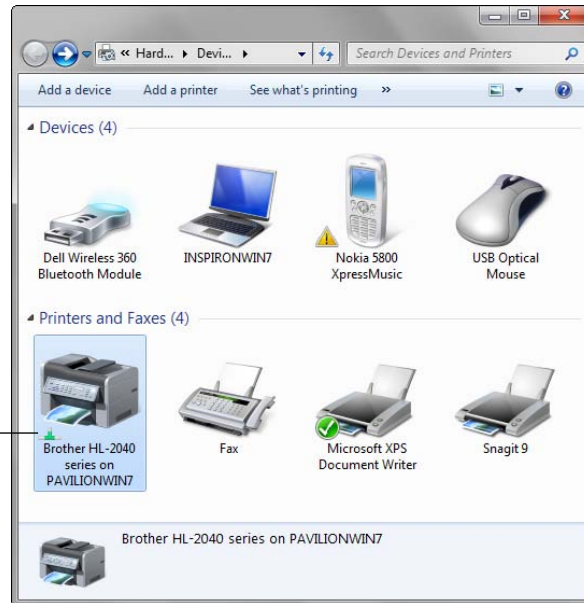 « Hard... ▸ Devi... ▸ Search Devices and Printers
Add a device Add a printer See what's printing »
Devices (4)
Dell Wireless 360
Bluetooth Module
INSPIRONWIN7
Nokia 5800
XpressMusic
USB Optical
Mouse
Printers and Faxes (4)
Brother HL-2040
series on
PAVILIONWIN7
Fax
Microsoft XPS
Document Writer
Snagit 9
Brother HL-2040 series on PAVILIONWIN7